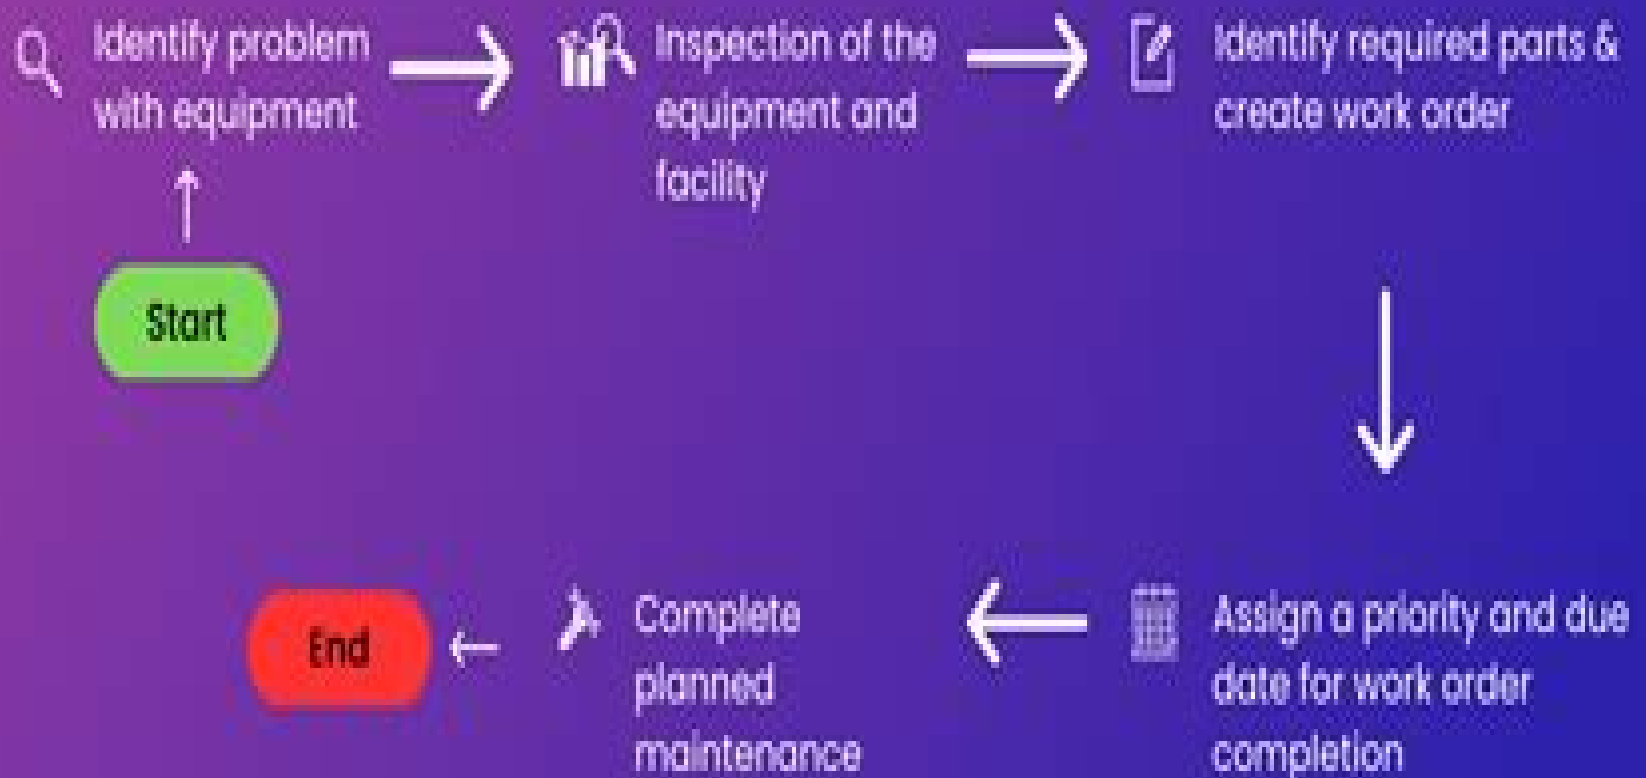 Identify problem
with equipment
Inspection of the
equipment and
facility
Identify required parts &
create work order
Start
Assign a priority and due
date for work order
completion
Complete
planned
maintenance
End